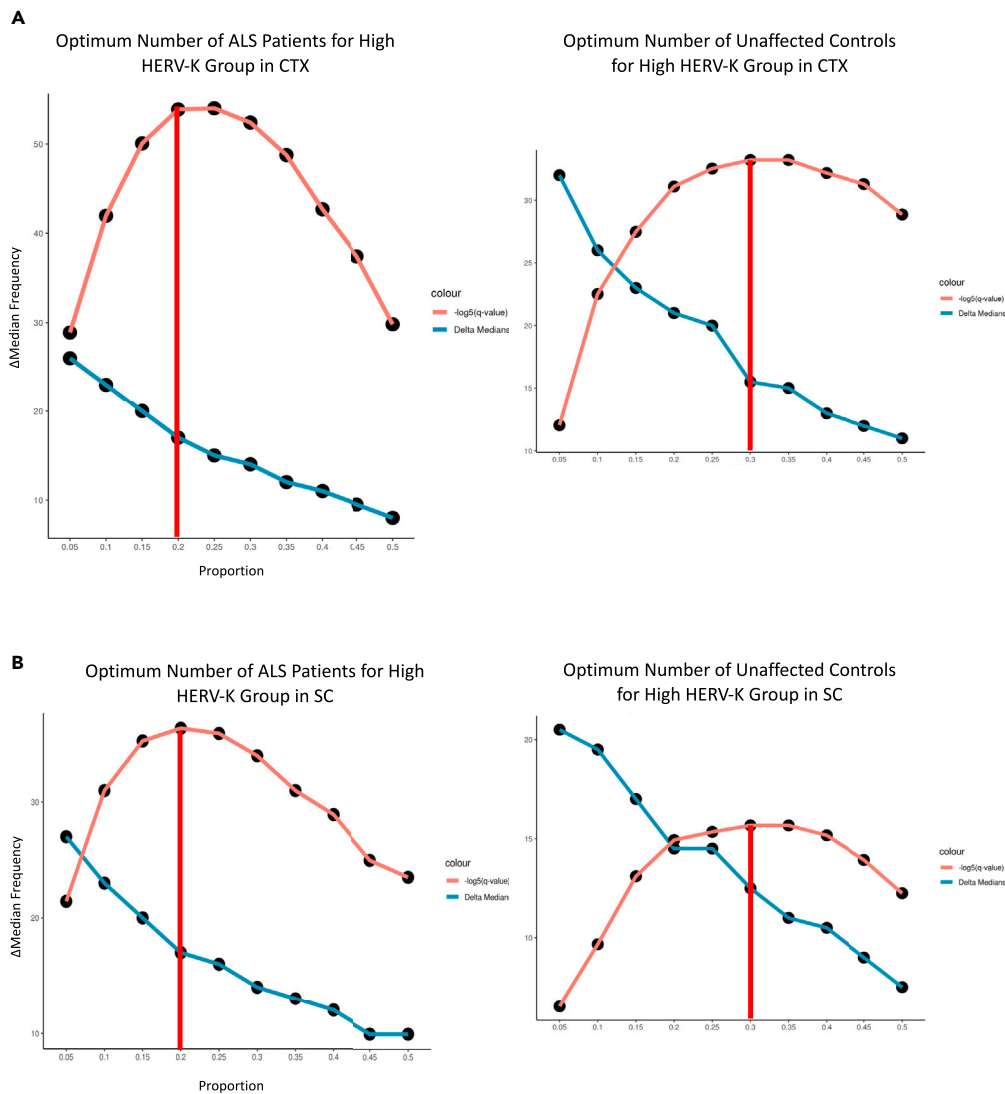 A
Optimum Number of ALS Patients for High
HERV-K Group in CTX
50
40
30
20
10
ΔMedian Frequency
0.05 0.1 0.15 0.2 0.25 0.3 0.35 0.4 0.45 0.5
Proportion
colour
-log5(q-value)
Delta Medians
Optimum Number of Unaffected Controls
for High HERV-K Group in CTX
30
25
20
15
10
0.05 0.1 0.15 0.2 0.25 0.3 0.35 0.4 0.45 0.5
colour
-log5(q-value)
Delta Medians
B
Optimum Number of ALS Patients for High
HERV-K Group in SC
30
20
10
ΔMedian Frequency
0.05 0.1 0.15 0.2 0.25 0.3 0.35 0.4 0.45 0.5
Proportion
colour
-log5(q-value)
Delta Median
Optimum Number of Unaffected Controls
for High HERV-K Group in SC
20
15
10
0.05 0.1 0.15 0.2 0.25 0.3 0.35 0.4 0.45 0.5
colour
-log5(q-value)
Delta Medians